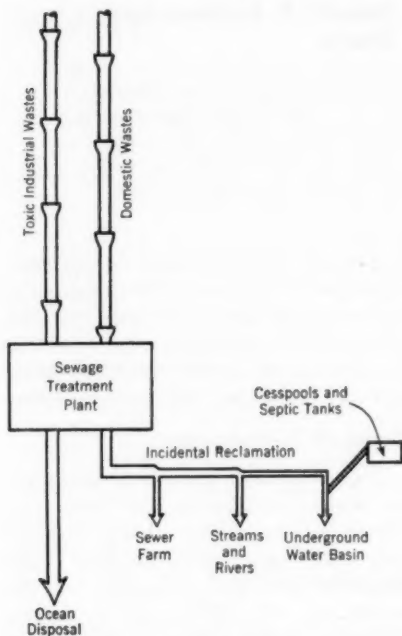 Toxic Industrial Wastes
Domestic Wastes
Sewage
Treatment
Plant
Cesspools and
Septic Tanks
Incidental Reclamation
Sewer
Farm
Streams
and
Rivers
Underground
Water Basin
Ocean
Disposal